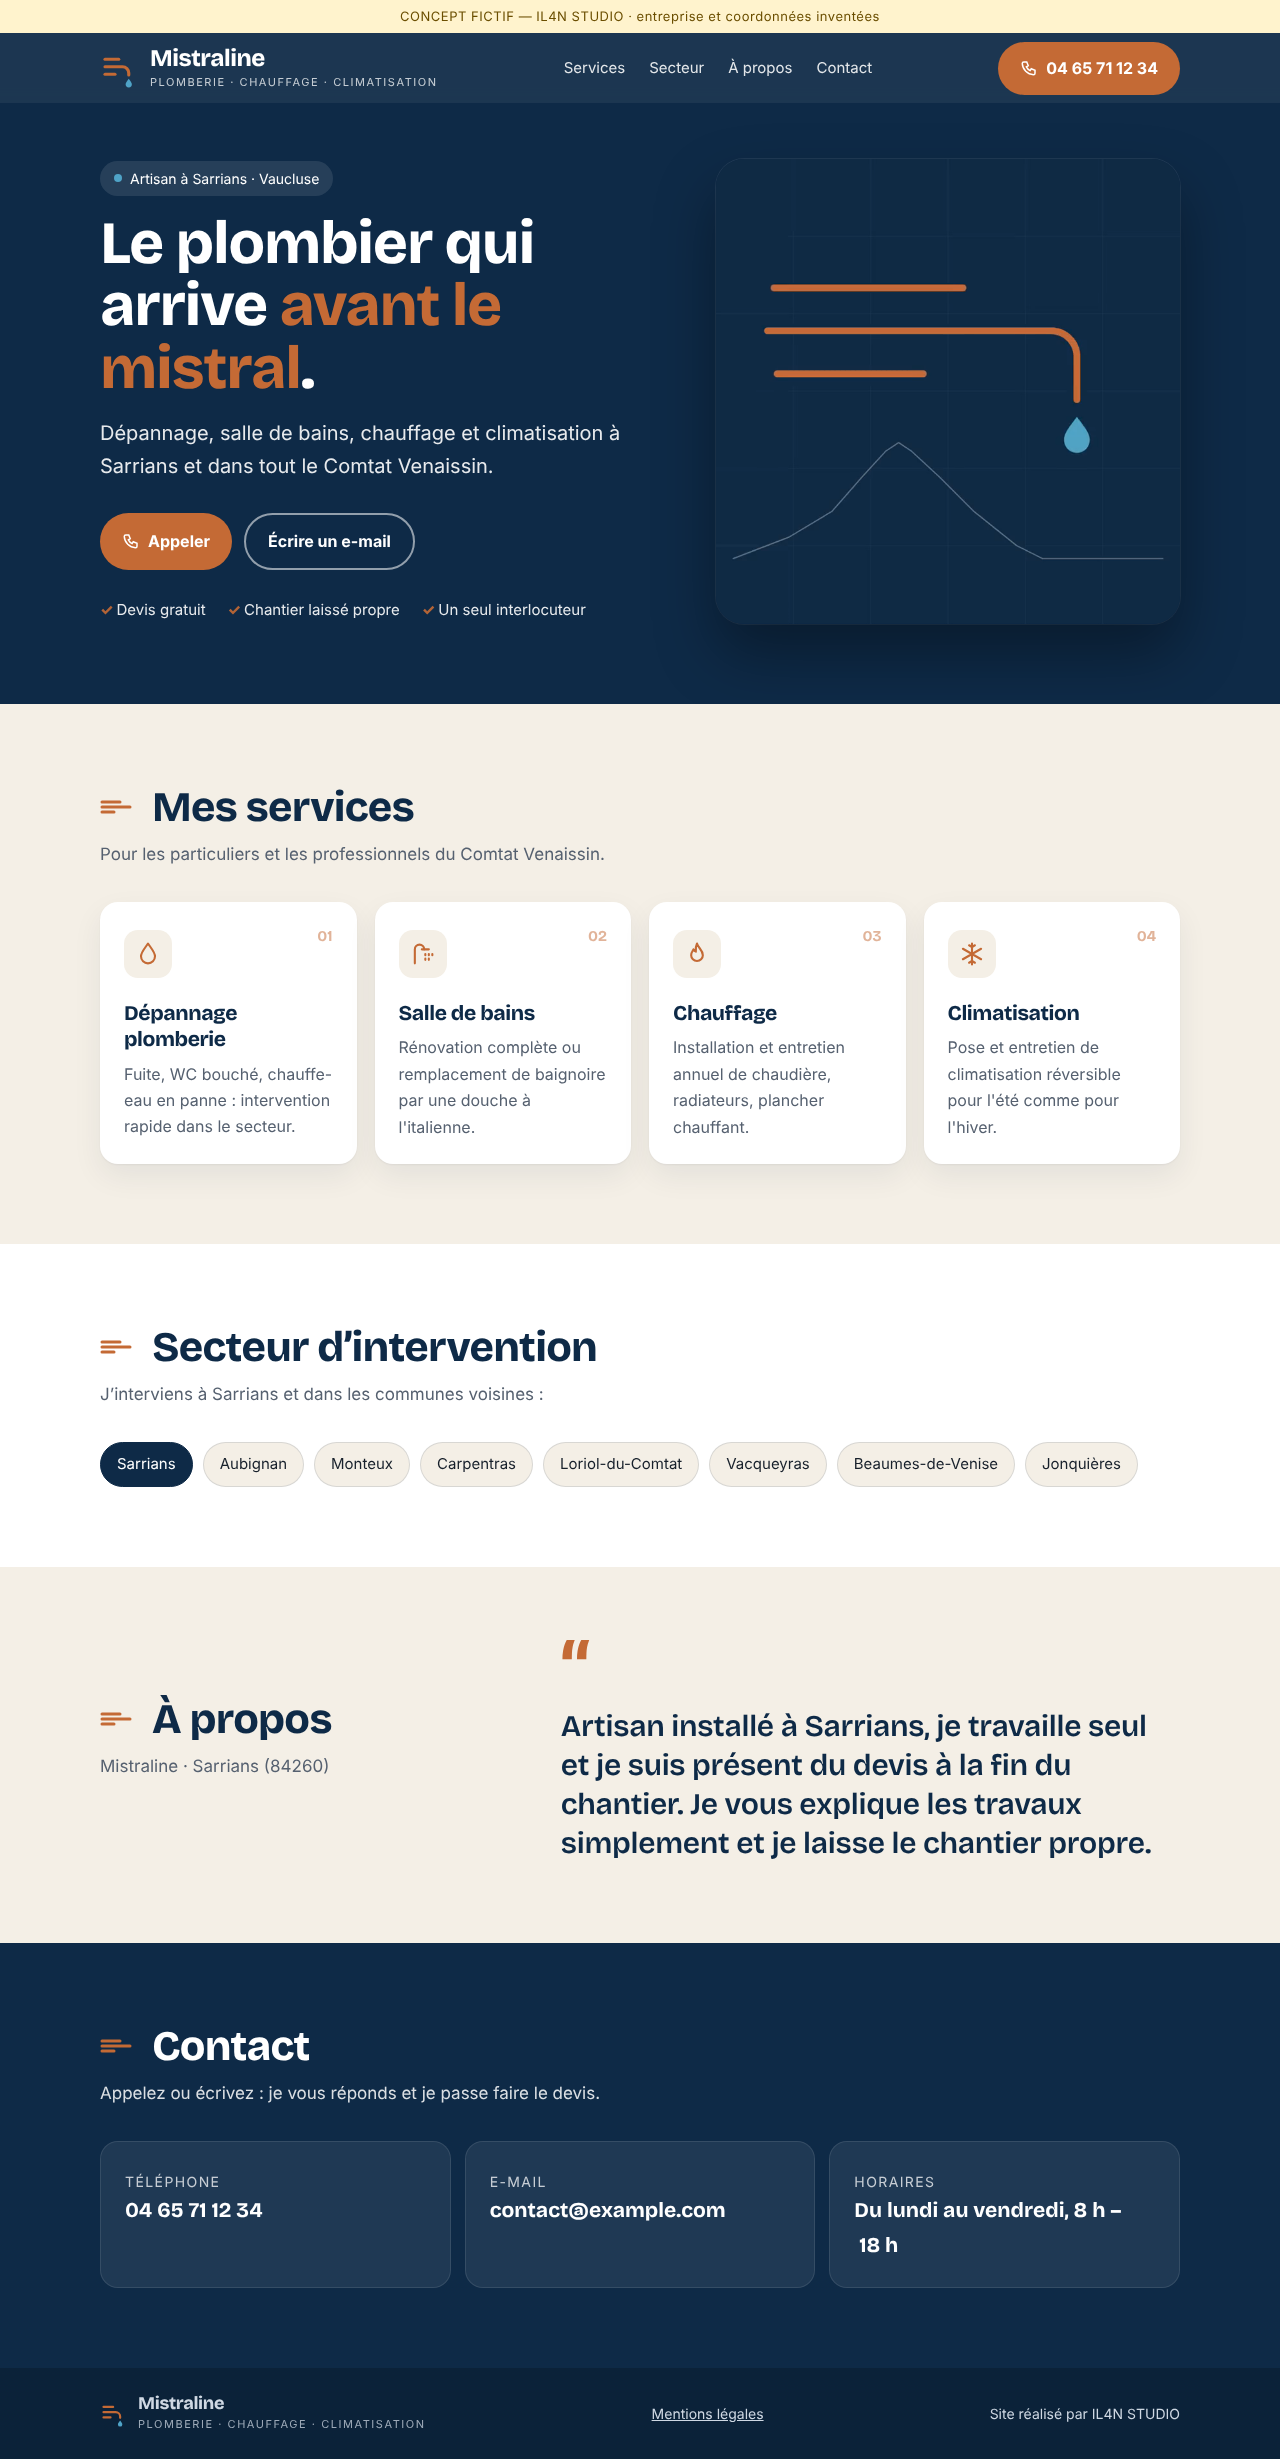 CONCEPT FICTIF — IL4N STUDIO · entreprise et coordonnées inventées
Mistraline
PLOMBERIE · CHAUFFAGE · CLIMATISATION
Services
Secteur
À propos
Contact
04 65 71 12 34
Artisan à Sarrians · Vaucluse
Le plombier qui
arrive avant le
mistral.
Dépannage, salle de bains, chauffage et climatisation à
Sarrians et dans tout le Comtat Venaissin.
Appeler
Écrire un e-mail
✓ Devis gratuit
✓ Chantier laissé propre
✓ Un seul interlocuteur
Mes services
Pour les particuliers et les professionnels du Comtat Venaissin.
01
Dépannage
plomberie
Fuite, WC bouché, chauffe-
eau en panne : intervention
rapide dans le secteur.
02
Salle de bains
Rénovation complète ou
remplacement de baignoire
par une douche à
l'italienne.
03
Chauffage
Installation et entretien
annuel de chaudière,
radiateurs, plancher
chauffant.
04
Climatisation
Pose et entretien de
climatisation réversible
pour l'été comme pour
l'hiver.
Secteur d’intervention
J’interviens à Sarrians et dans les communes voisines :
Sarrians
Aubignan
Monteux
Carpentras
Loriol-du-Comtat
Vacqueyras
Beaumes-de-Venise
Jonquières
À propos
Mistraline · Sarrians (84260)
“
Artisan installé à Sarrians, je travaille seul
et je suis présent du devis à la fin du
chantier. Je vous explique les travaux
simplement et je laisse le chantier propre.
Contact
Appelez ou écrivez : je vous réponds et je passe faire le devis.
TÉLÉPHONE
04 65 71 12 34
E-MAIL
contact@example.com
HORAIRES
Du lundi au vendredi, 8 h –
18 h
Mistraline
PLOMBERIE · CHAUFFAGE · CLIMATISATION
Mentions légales
Site réalisé par IL4N STUDIO